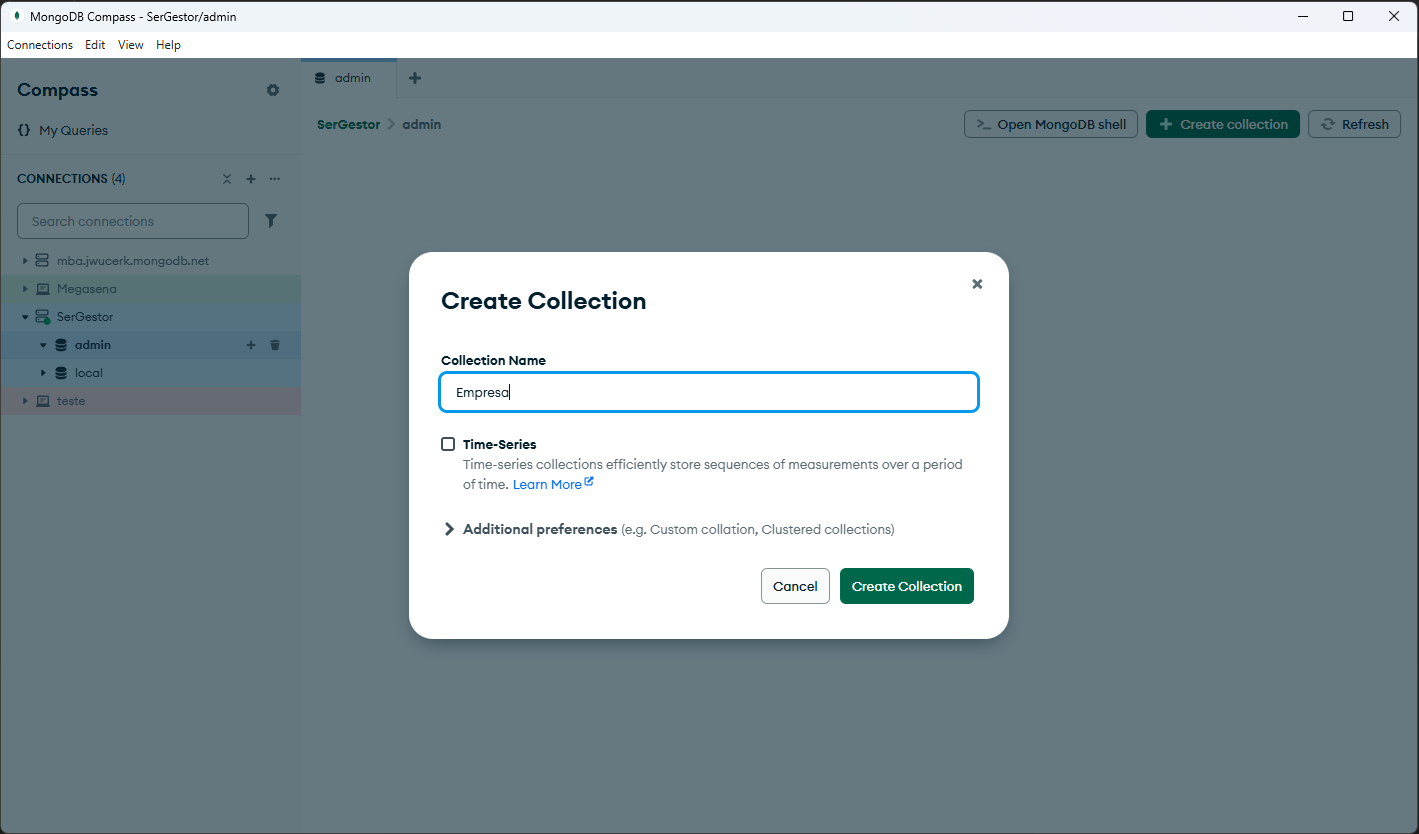 MongoDB Compass - SerGestor/admin
Connections Edit View Help
Compass
My Queries
CONNECTIONS (4)
Search connections
mba.jwucerk.mongodb.net
Megasena
SerGestor
admin
local
teste
admin
SerGestor > admin
>_ Open MongoDB shell
+ Create collection
Refresh
Create Collection
Collection Name
Empresa
Time-Series
Time-series collections efficiently store sequences of measurements over a period
of time. Learn More
Additional preferences (e.g. Custom collation, Clustered collections)
Cancel
Create Collection